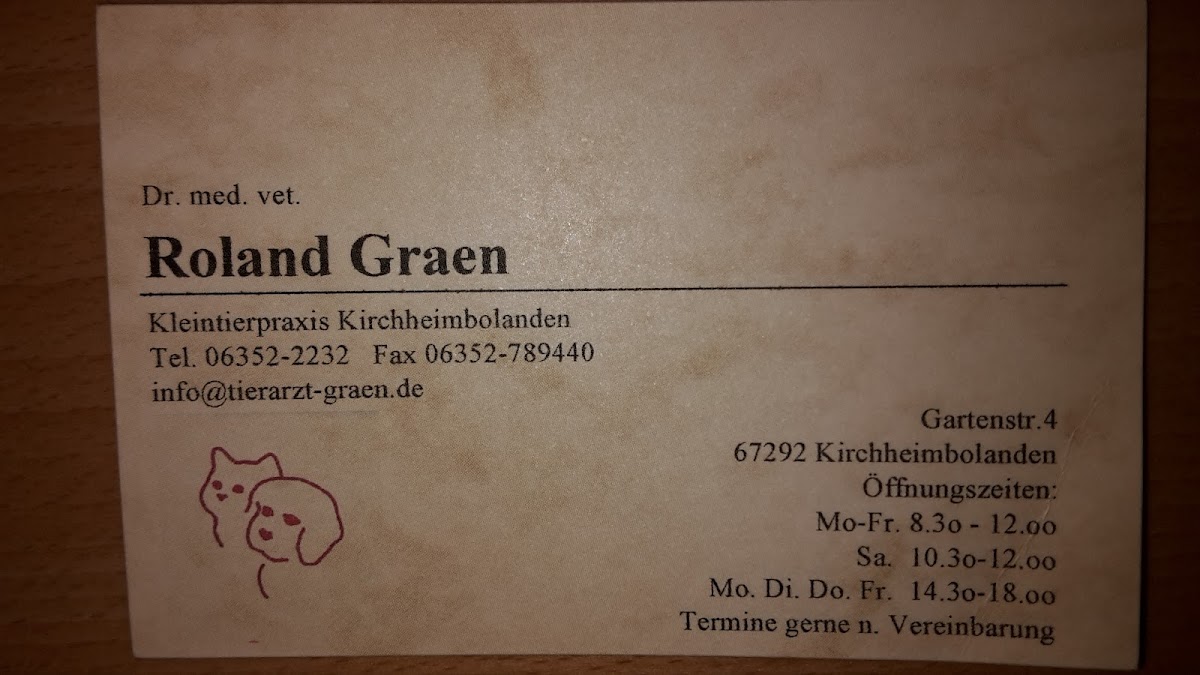 Dr. med. vet.
Roland Graen
Kleintierpraxis Kirchheimbolanden
Tel. 06352-2232 Fax 06352-789440
info@tierarzt-graen.de
Gartenstr.4
67292 Kirchheimbolanden
Öffnungszeiten:
Mo-Fr. 8.3o - 12.oo
Sa. 10.3o-12.oo
Mo. Di. Do. Fr. 14.3o-18.oo
Termine gerne n. Vereinbarung